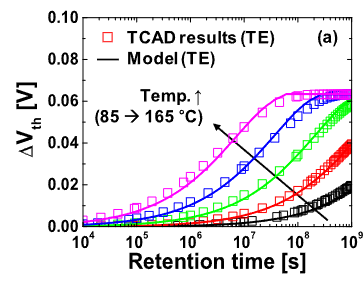 0.10
0.08
0.06
0.04
0.02
0.00
ΔVth [V]
TCAD results (TE)
(a)
Model (TE)
Temp.↑
(85 → 165 °C)
10^4 10^5 10^6 10^7 10^8 10^9
Retention time [s]